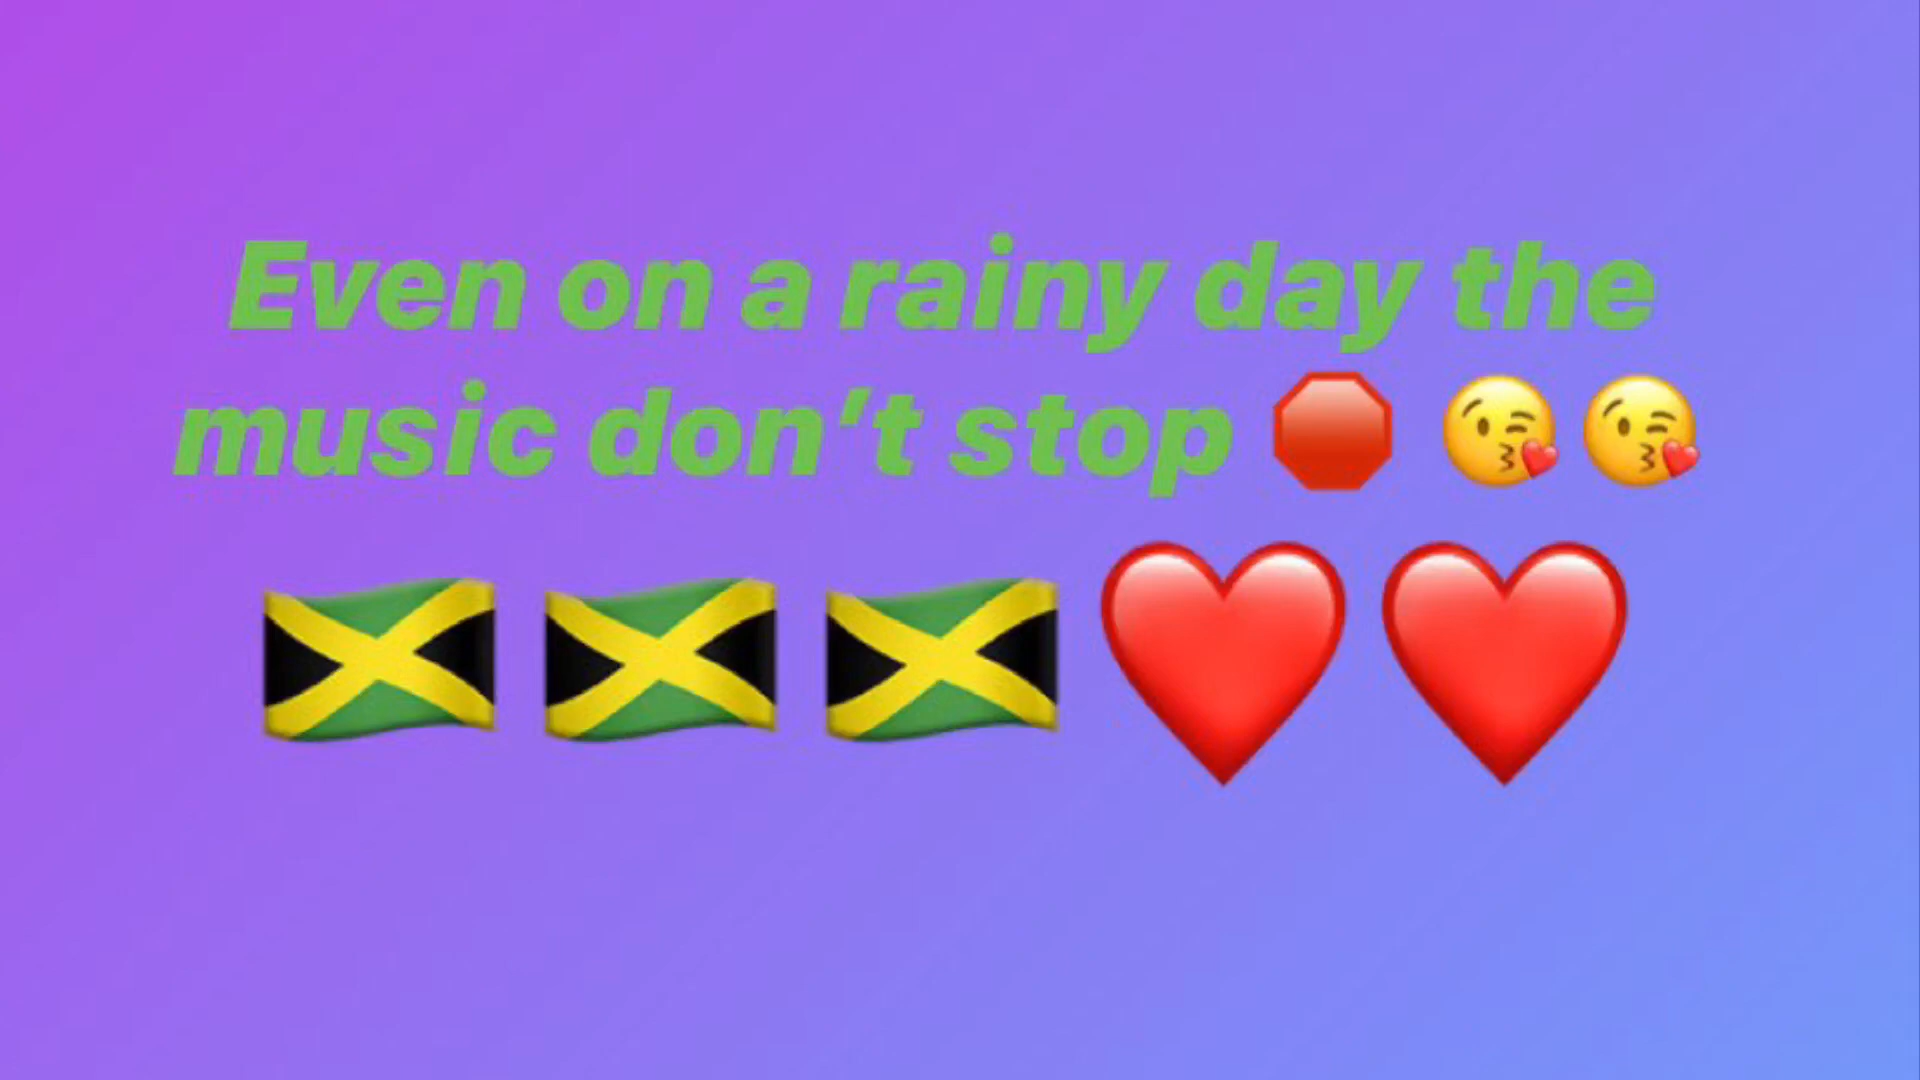 Even on a rainy day the
music don’t stop 🛑 😘😘
🇯🇲🇯🇲🇯🇲❤️❤️